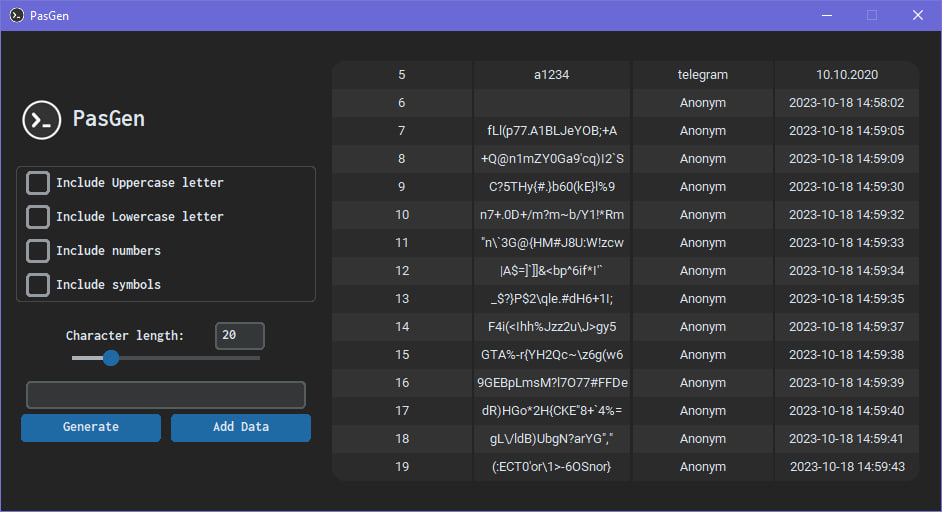 PasGen
PasGen
Include Uppercase letter
Include Lowercase letter
Include numbers
Include symbols
Character length: 20
Generate Add Data
5 a1234 telegram 10.10.2020
6 Anonym 2023-10-18 14:58:02
7 fLl(p77.A1BLJeYOB;+A Anonym 2023-10-18 14:59:05
8 +Q@n1mZY0Ga9'cq)I2`S Anonym 2023-10-18 14:59:09
9 C?5THy{#.}b60(kE}l%9 Anonym 2023-10-18 14:59:30
10 n7+.0D+/m?m~b/Y1!*Rm Anonym 2023-10-18 14:59:32
11 "n\`3G@{HM#J8U:W!zcw Anonym 2023-10-18 14:59:33
12 |A$=]`]]&<bp^6if*I'` Anonym 2023-10-18 14:59:34
13 _$?}P$2\qle.#dH6+1I; Anonym 2023-10-18 14:59:35
14 F4i(<Ihh%Jzz2u\J>gy5 Anonym 2023-10-18 14:59:37
15 GTA%-r{YH2Qc~\z6g(w6 Anonym 2023-10-18 14:59:38
16 9GEBpLmsM?l7O77#FFDe Anonym 2023-10-18 14:59:39
17 dR)HGo*2H{CKE"8+`4%= Anonym 2023-10-18 14:59:40
18 gL\/ldB)UbgN?arYG"," Anonym 2023-10-18 14:59:41
19 (:ECT0'or\1>-6OSnor} Anonym 2023-10-18 14:59:43